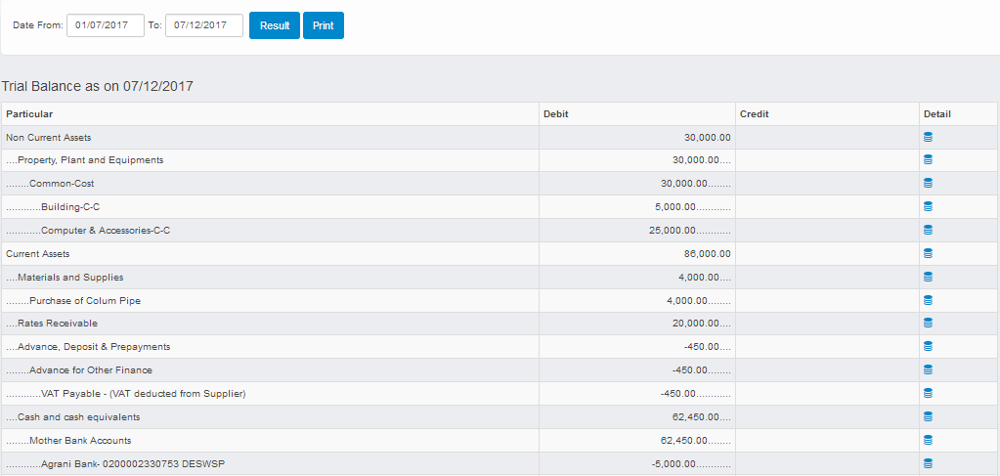 Date From: 01/07/2017 To: 07/12/2017 Result Print
Trial Balance as on 07/12/2017
Particular Debit Credit Detail
Non Current Assets 30,000.00
....Property, Plant and Equipments 30,000.00....
........Common-Cost 30,000.00........
............Building-C-C 5,000.00............
............Computer & Accessories-C-C 25,000.00............
Current Assets 86,000.00
....Materials and Supplies 4,000.00....
........Purchase of Colum Pipe 4,000.00........
....Rates Receivable 20,000.00....
....Advance, Deposit & Prepayments -450.00....
........Advance for Other Finance -450.00........
............VAT Payable - (VAT deducted from Supplier) -450.00............
....Cash and cash equivalents 62,450.00....
........Mother Bank Accounts 62,450.00........
............Agrani Bank- 0200002330753 DESWSP -5,000.00............